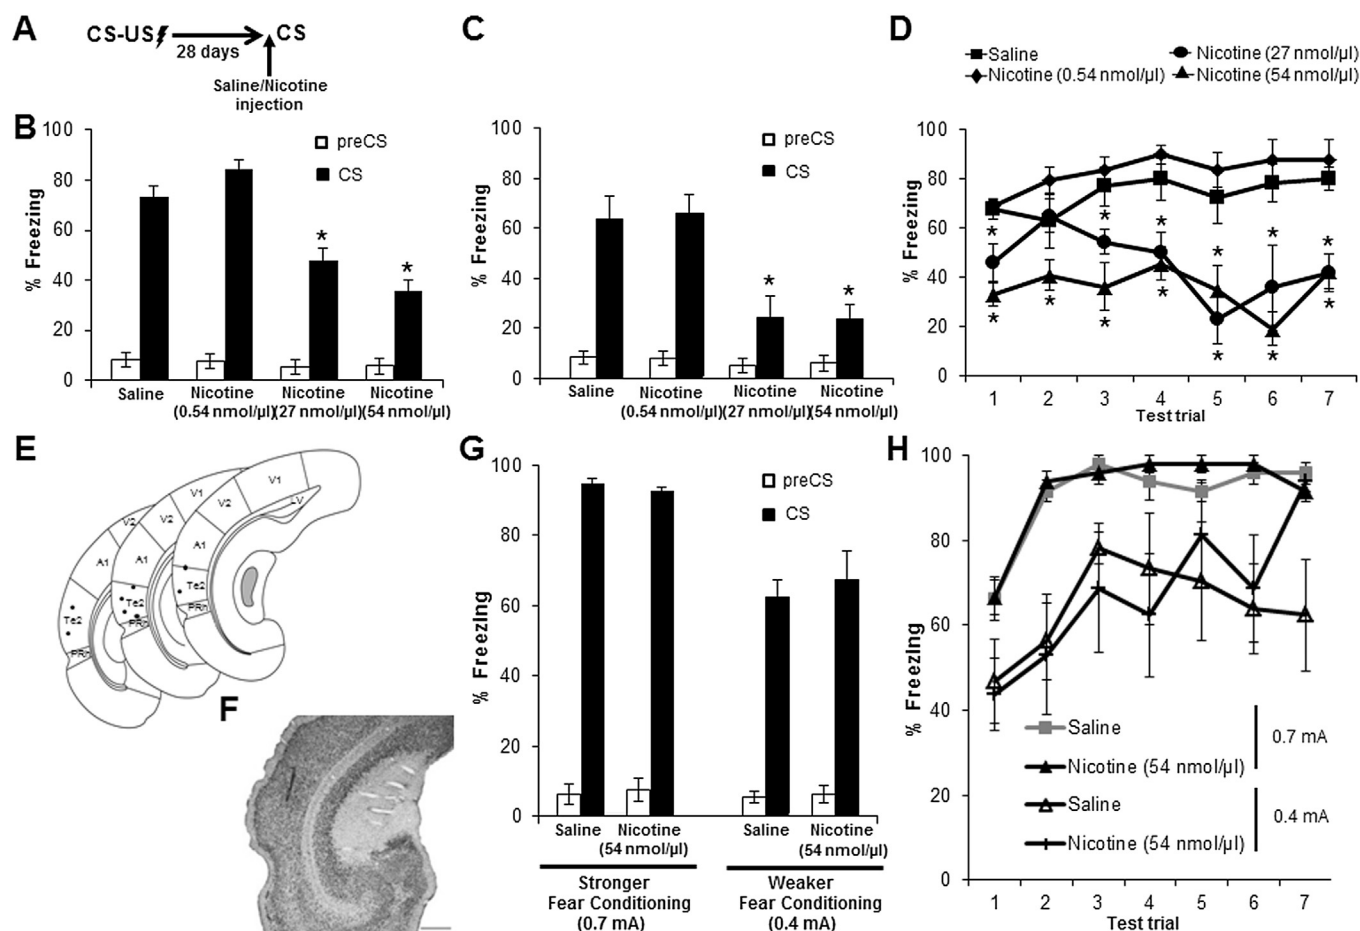 A
CS-US
28 days
CS
Saline/Nicotine
injection
B
% Freezing
100
80
60
40
20
0
preCS
CS
*
*
Saline
Nicotine
(0.54 nmol/µl)
Nicotine
(27 nmol/µl)
Nicotine
(54 nmol/µl)
C
% Freezing
100
80
60
40
20
0
preCS
CS
*
*
Saline
Nicotine
(0.54 nmol/µl)
Nicotine
(27 nmol/µl)
Nicotine
(54 nmol/µl)
D
Saline
Nicotine (27 nmol/µl)
Nicotine (0.54 nmol/µl)
Nicotine (54 nmol/µl)
% Freezing
100
80
60
40
20
0
* * * * * *
* * * * * * *
1 2 3 4 5 6 7
Test trial
E
V1
V1
V2
V2
V2
LV
A1
A1
A1
Te2
Te2
Te2
PRh
PRh
PRh
F
G
% Freezing
100
80
60
40
20
0
preCS
CS
Saline
Nicotine
(54 nmol/µl)
Saline
Nicotine
(54 nmol/µl)
Stronger
Fear Conditioning
(0.7 mA)
Weaker
Fear Conditioning
(0.4 mA)
H
% Freezing
100
80
60
40
20
0
Saline
Nicotine (54 nmol/µl)
0.7 mA
Saline
Nicotine (54 nmol/µl)
0.4 mA
1 2 3 4 5 6 7
Test trial